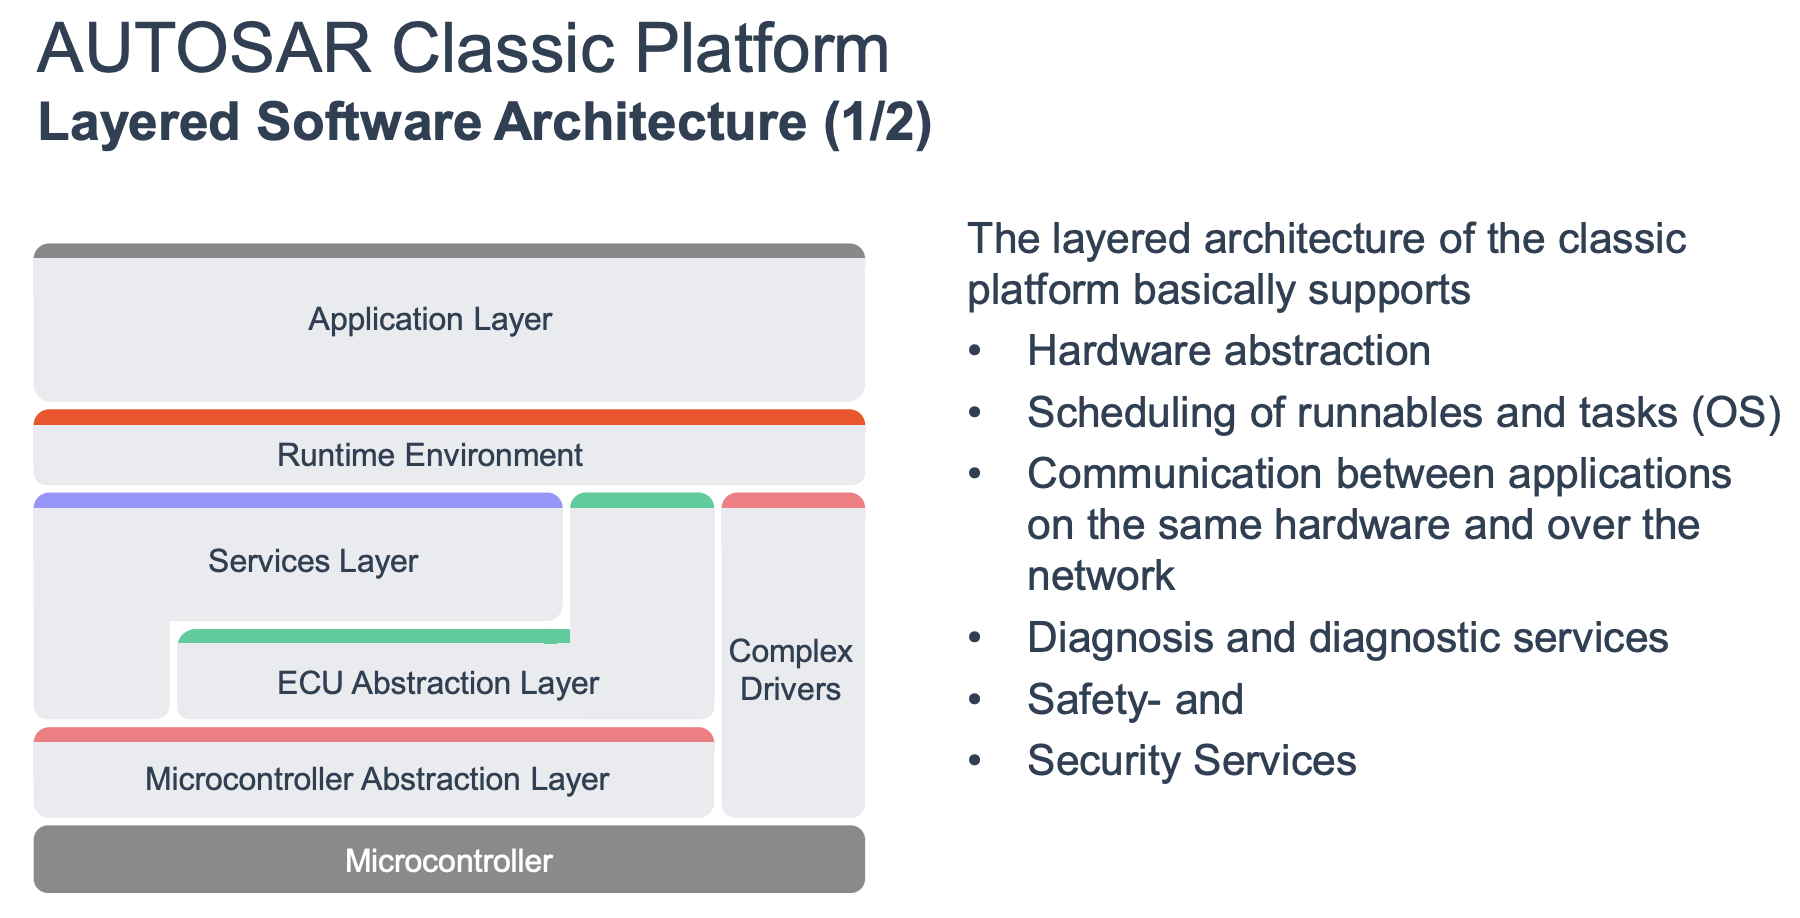 AUTOSAR Classic Platform
Layered Software Architecture (1/2)
Application Layer
Runtime Environment
Services Layer
ECU Abstraction Layer
Complex
Drivers
Microcontroller Abstraction Layer
Microcontroller
The layered architecture of the classic
platform basically supports
• Hardware abstraction
• Scheduling of runnables and tasks (OS)
• Communication between applications
on the same hardware and over the
network
• Diagnosis and diagnostic services
• Safety- and
• Security Services